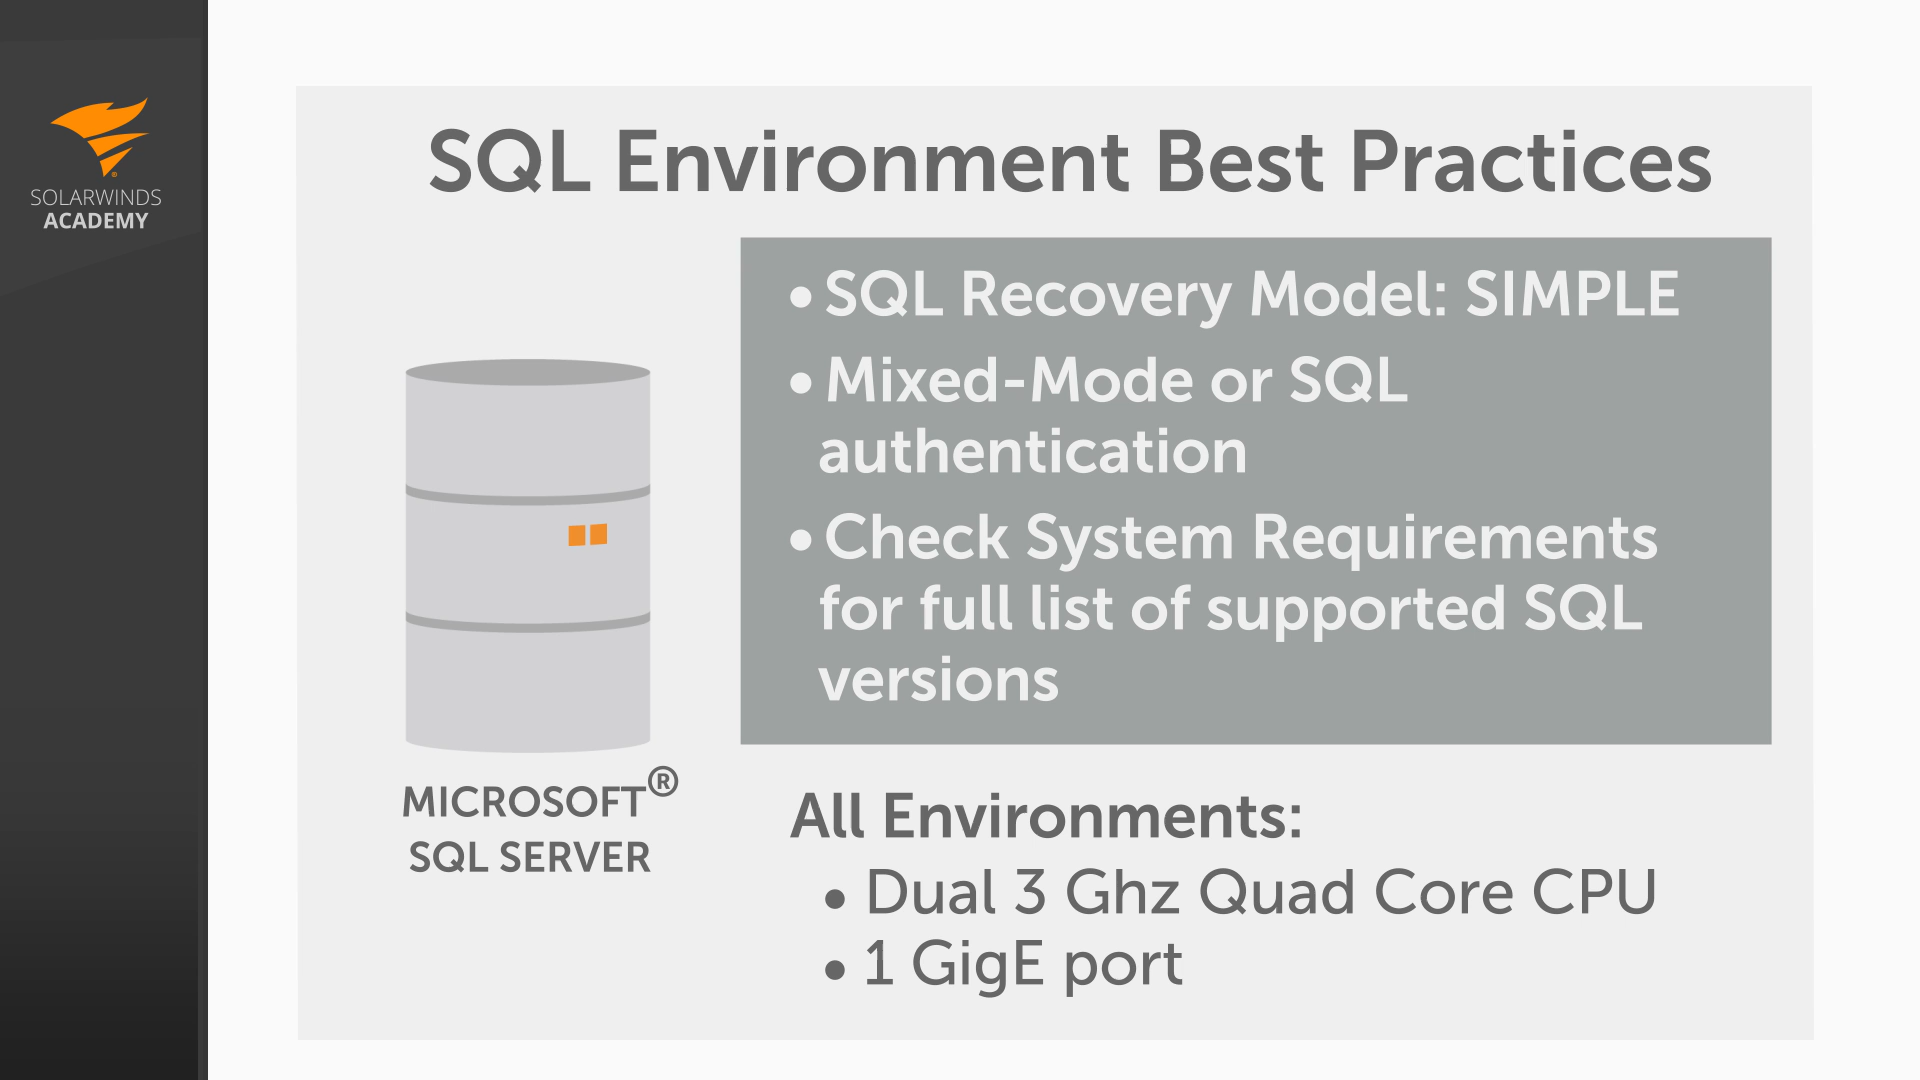 SOLARWINDS
ACADEMY
SQL Environment Best Practices
• SQL Recovery Model: SIMPLE
• Mixed-Mode or SQL
authentication
• Check System Requirements
for full list of supported SQL
versions
MICROSOFT®
SQL SERVER
All Environments:
• Dual 3 Ghz Quad Core CPU
• 1 GigE port